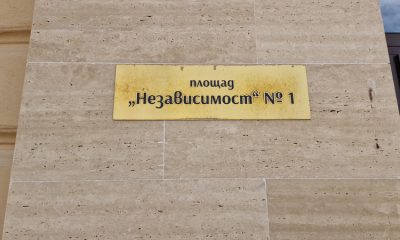 площад
„Независимост“ № 1